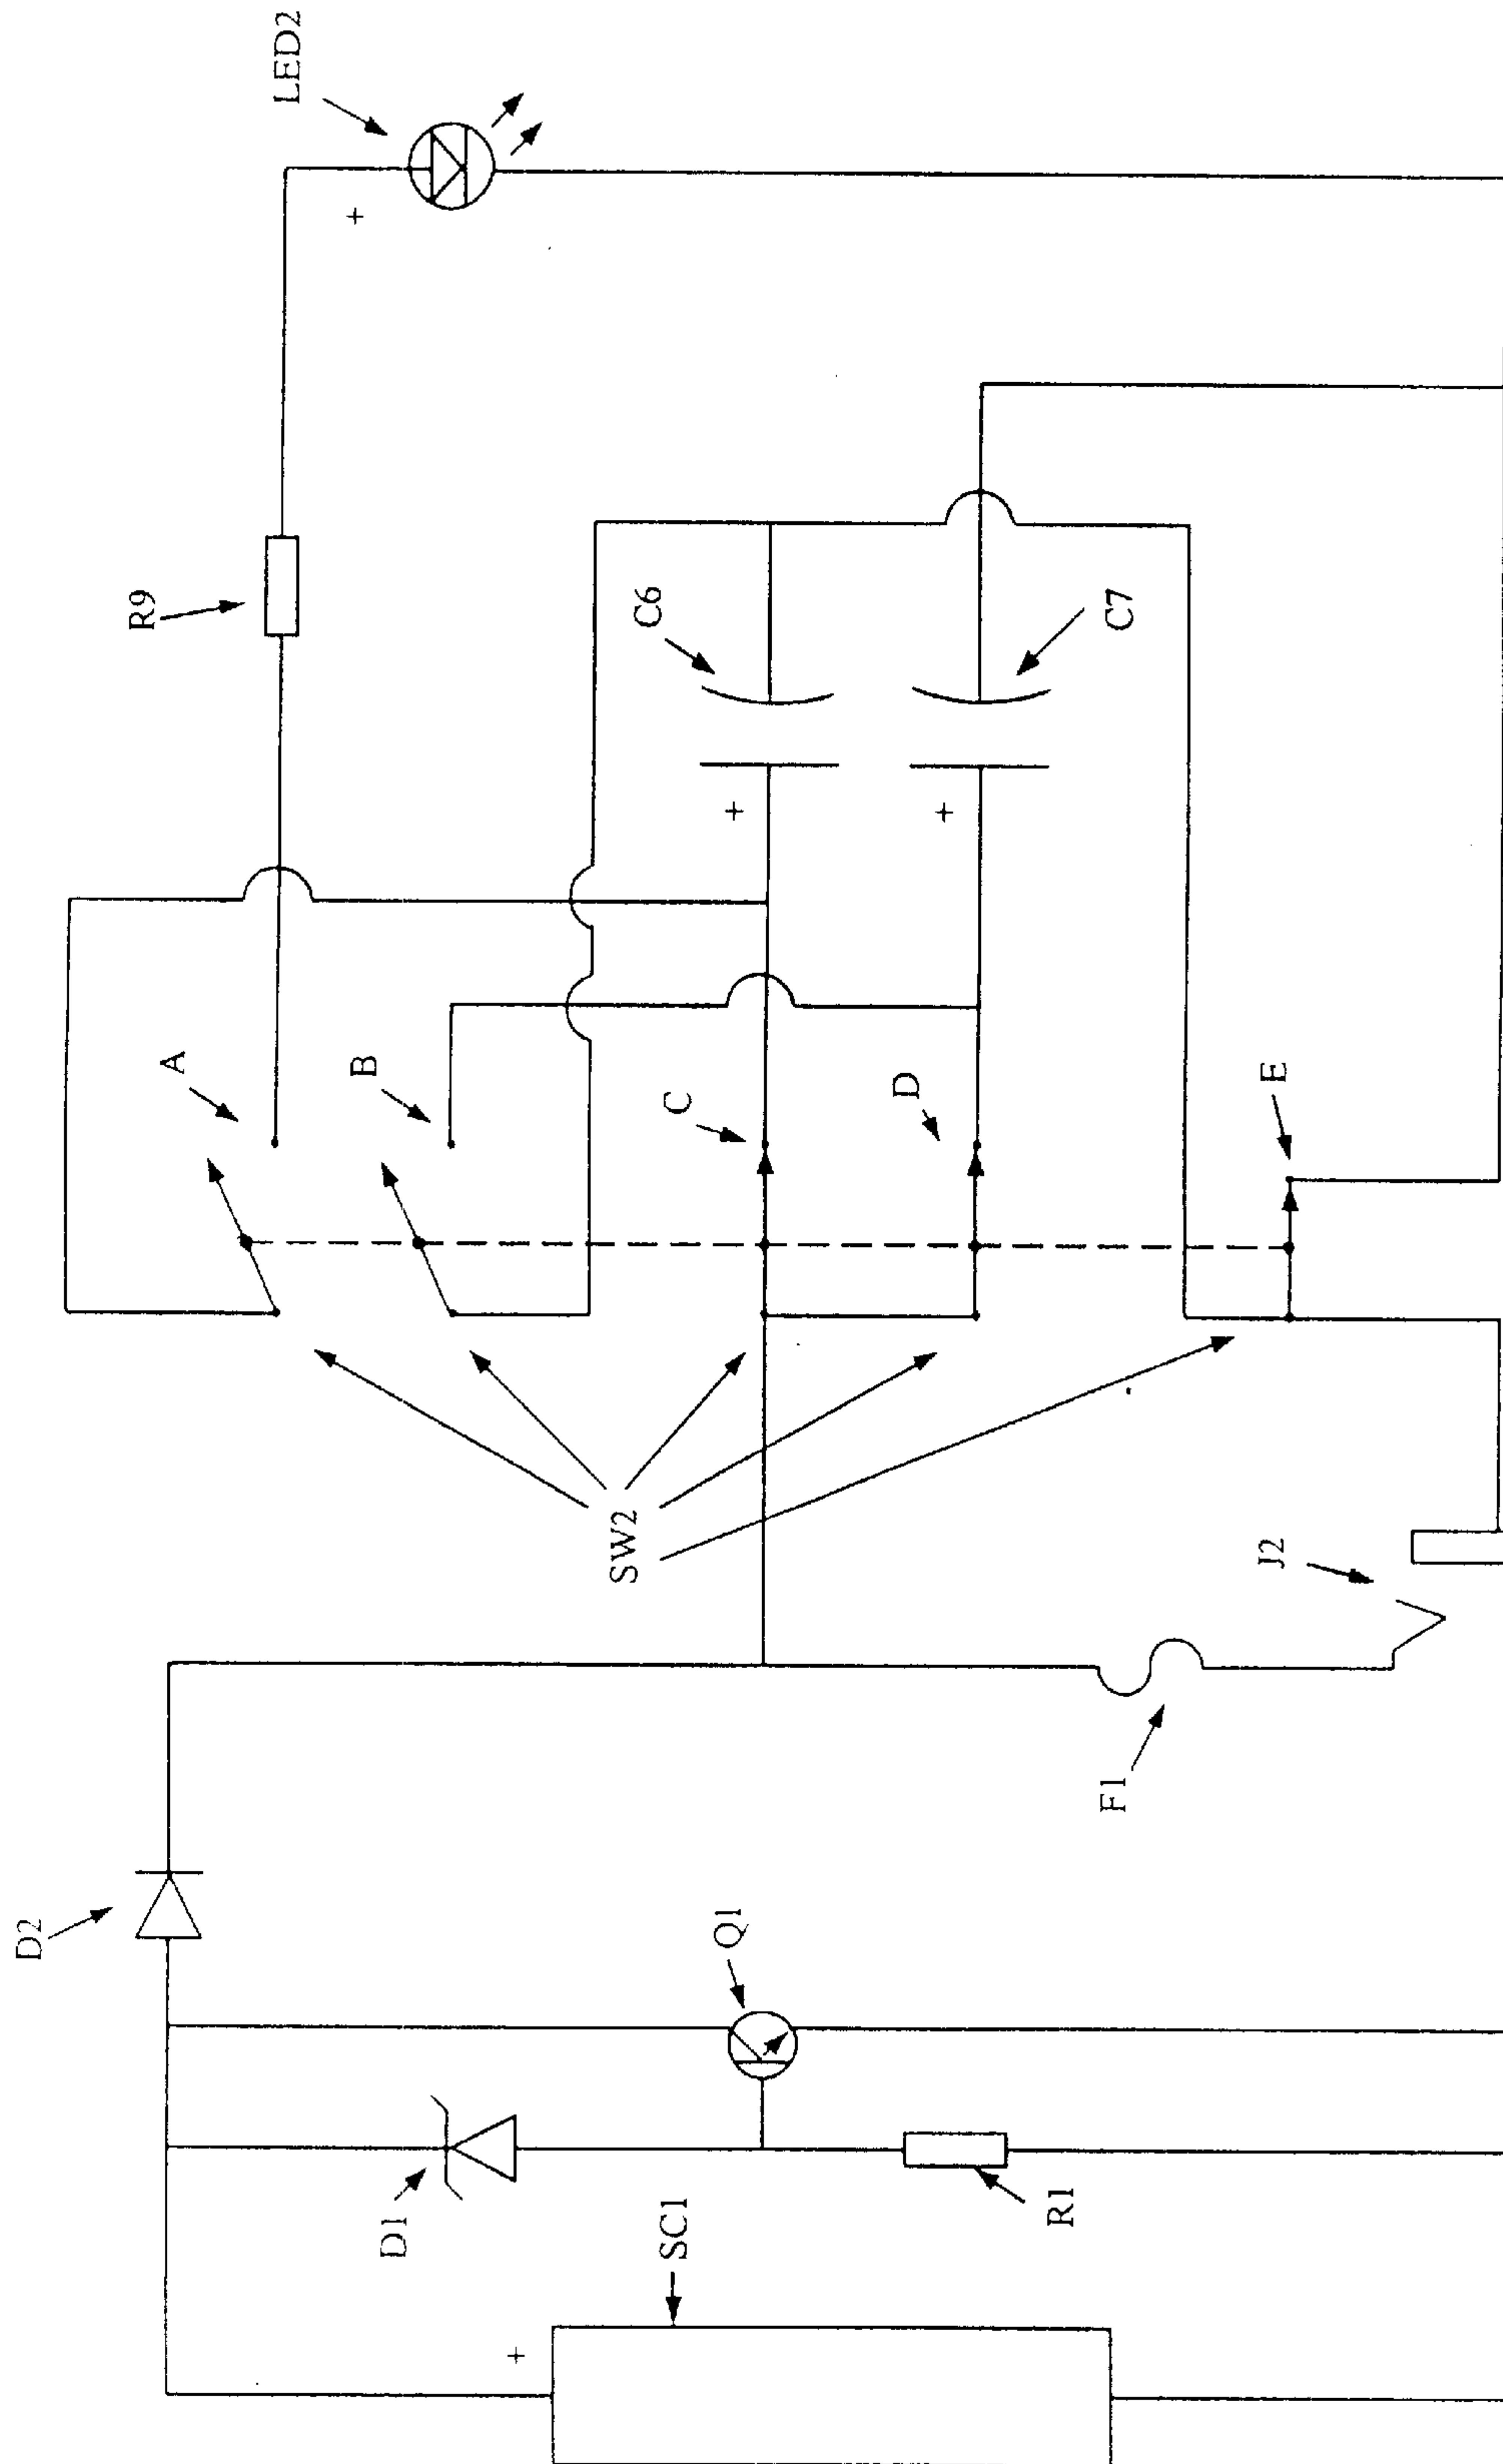 LED2
+
R9
C6
C7
+
+
A
B
C
D
E
SW2
J2
F1
D2
Q1
D1
SC1
R1
+